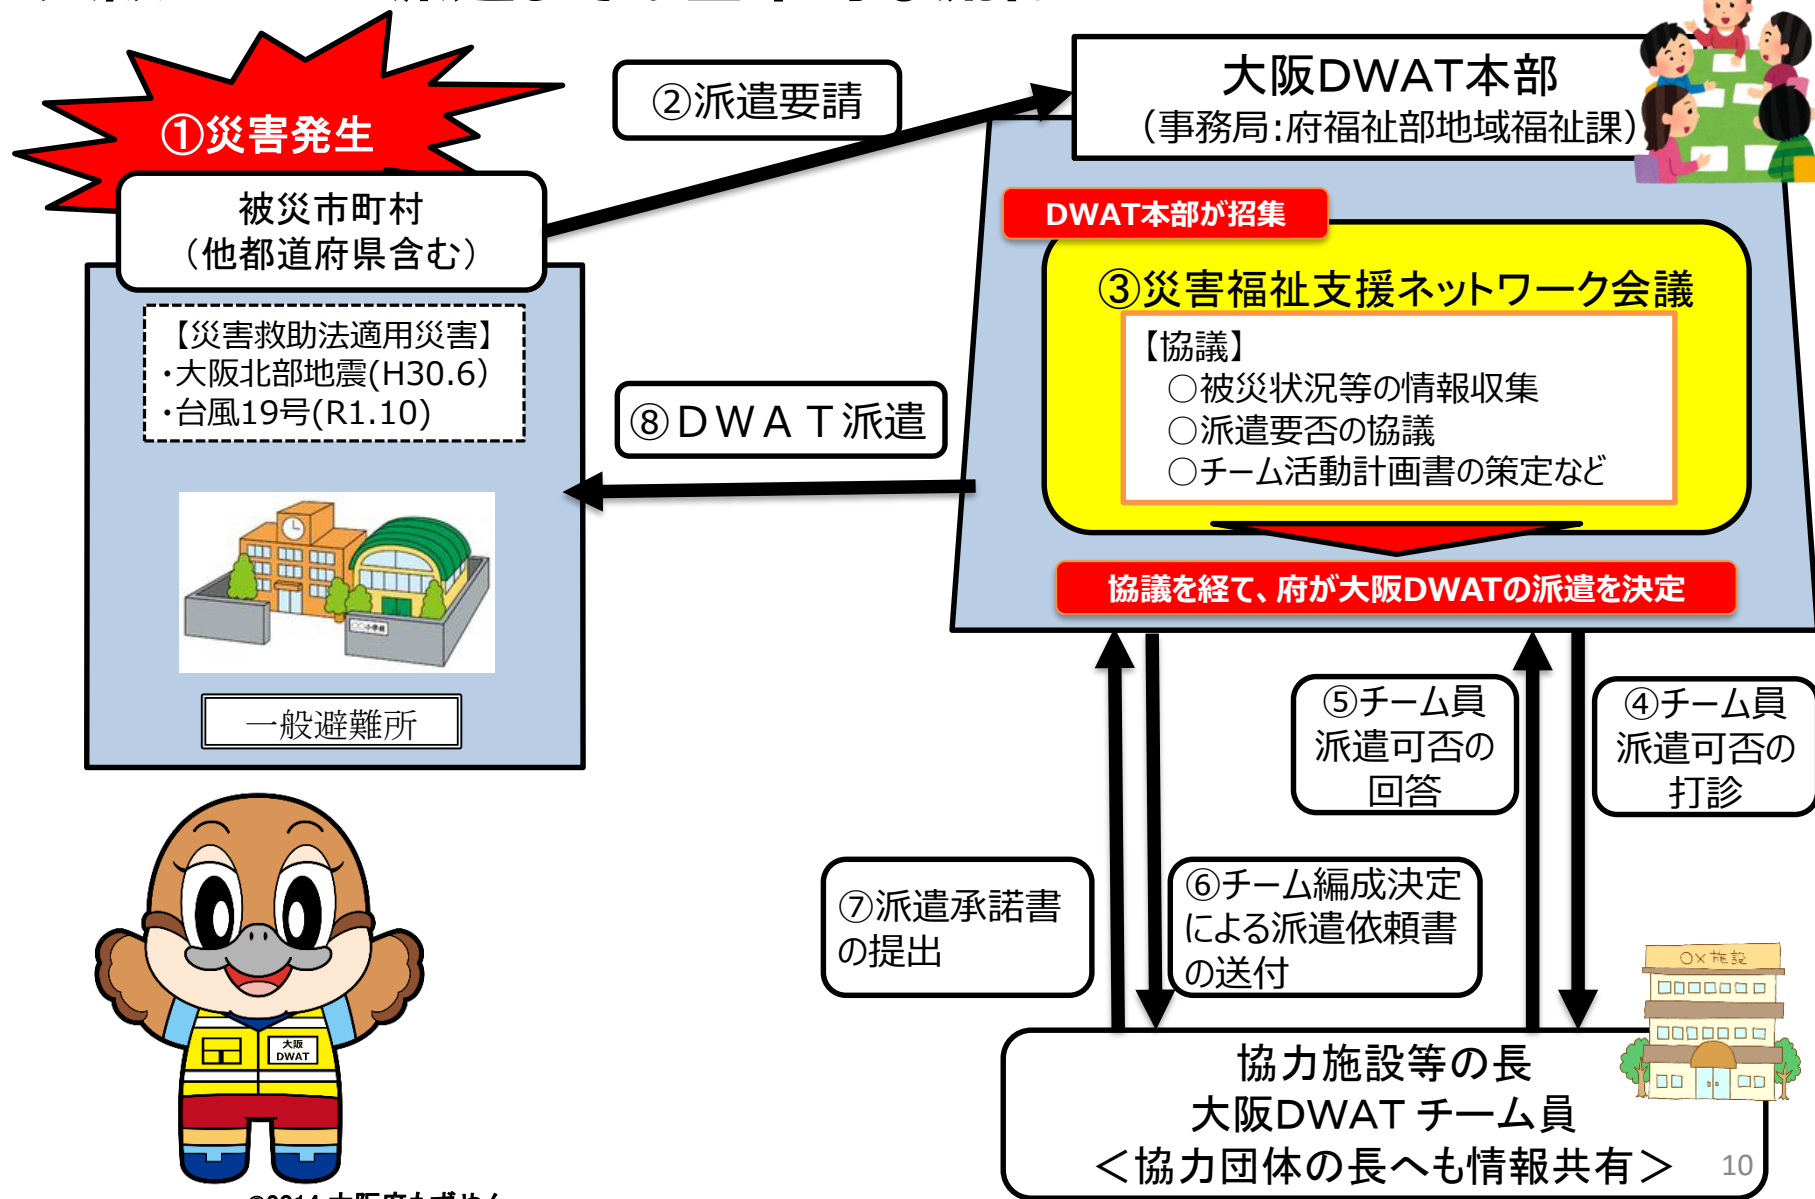 ①災害発生
被災市町村
（他都道府県含む）
【災害救助法適用災害】
・大阪北部地震(H30.6)
・台風19号(R1.10)
一般避難所
②派遣要請
⑧ＤＷＡＴ派遣
大阪DWAT本部
（事務局：府福祉部地域福祉課）
DWAT本部が招集
③災害福祉支援ネットワーク会議
【協議】
○被災状況等の情報収集
○派遣要否の協議
○チーム活動計画書の策定など
協議を経て、府が大阪DWATの派遣を決定
⑤チーム員
派遣可否の
回答
④チーム員
派遣可否の
打診
⑦派遣承諾書
の提出
⑥チーム編成決定
による派遣依頼書
の送付
○×施設
協力施設等の長
大阪DWAT チーム員
＜協力団体の長へも情報共有＞
大阪
DWAT
10